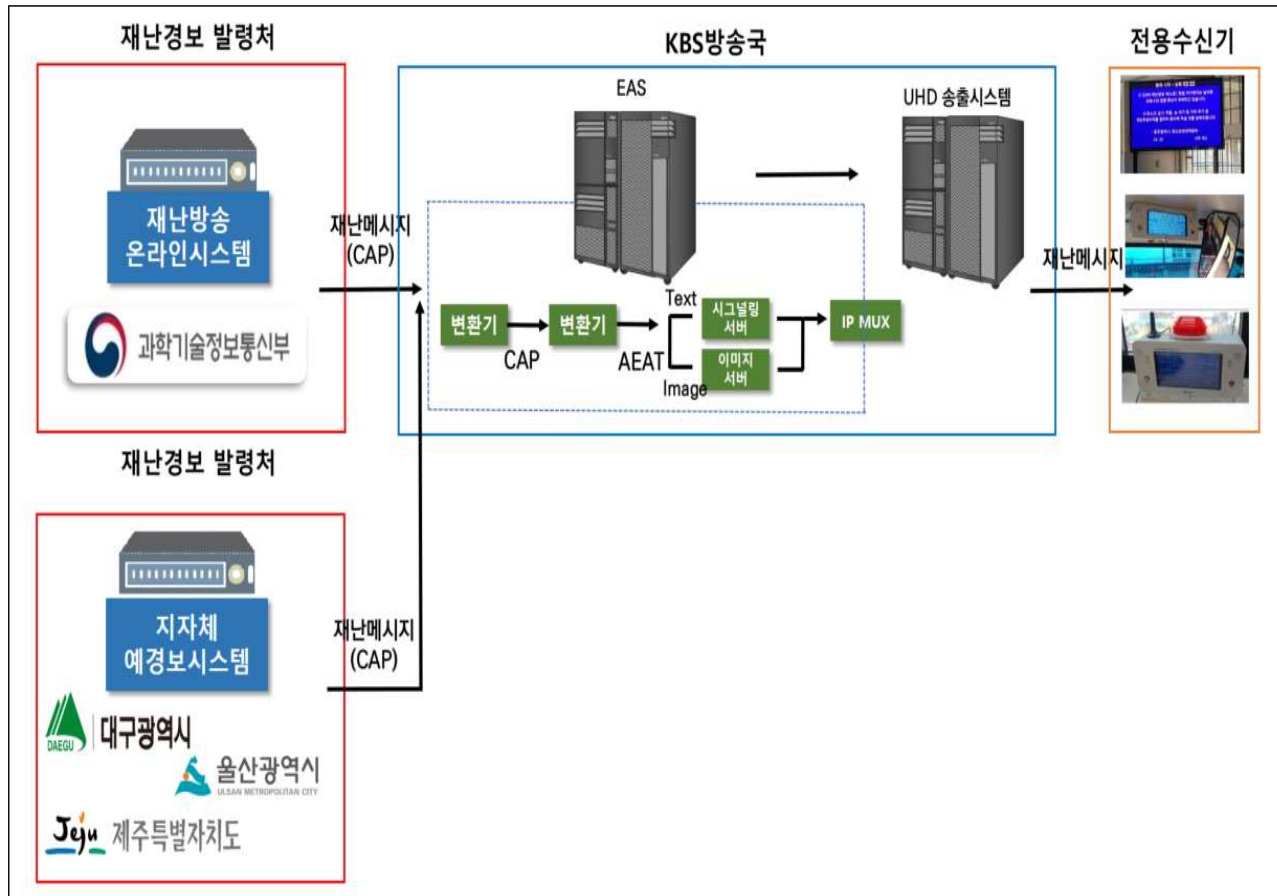 재난경보 발령처
KBS방송국
전용수신기
EAS
UHD 송출시스템
재난방송
온라인시스템
과학기술정보통신부
재난메시지
(CAP)
변환기
CAP
변환기
AEAT
Text
Image
시그널링
서버
이미지
서버
IP MUX
재난메시지
재난경보 발령처
지자체
예경보시스템
재난메시지
(CAP)
DAEGU
대구광역시
울산광역시
ULSAN METROPOLITAN CITY
Jeju 제주특별자치도